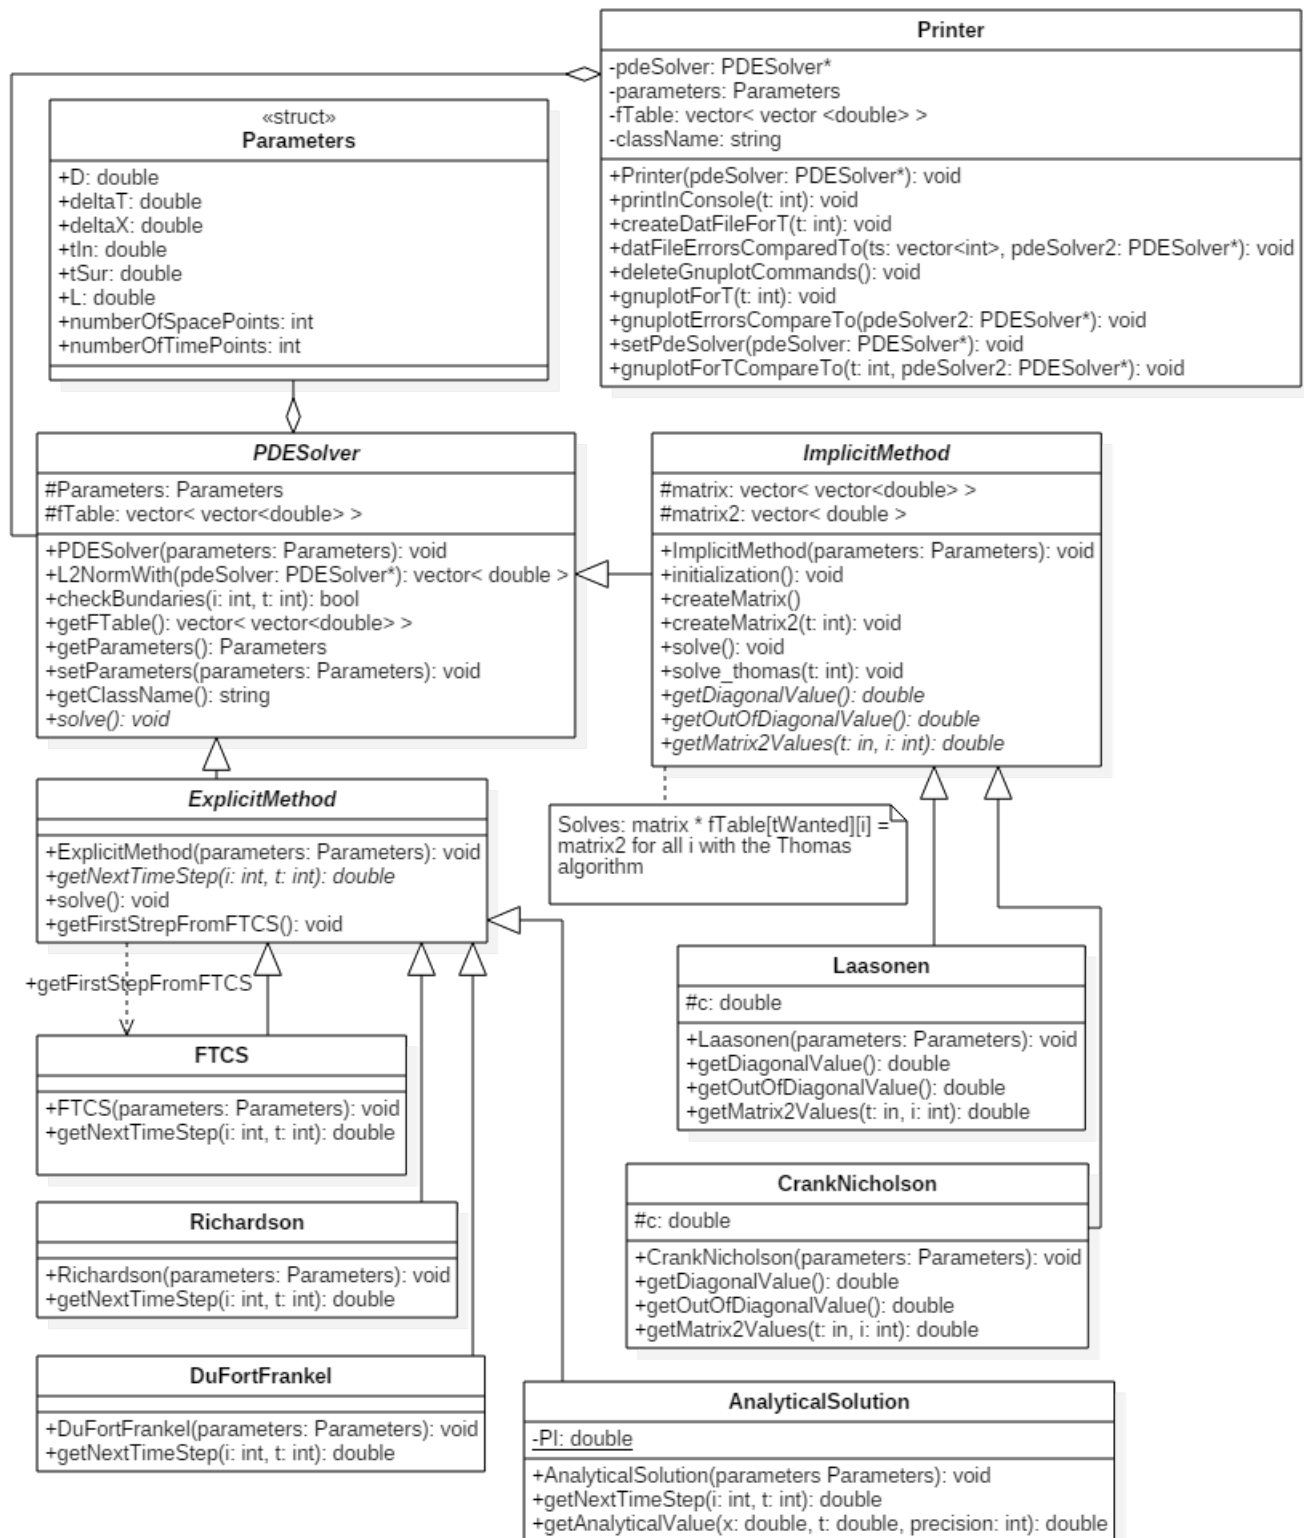 Printer
-pdeSolver: PDESolver*
-parameters: Parameters
-fTable: vector< vector <double> >
-className: string
+Printer(pdeSolver: PDESolver*): void
+printInConsole(t: int): void
+createDatFileForT(t: int): void
+datFileErrorsComparedTo(ts: vector<int>, pdeSolver2: PDESolver*): void
+deleteGnuplotCommands(): void
+gnuplotForT(t: int): void
+gnuplotErrorsCompareTo(pdeSolver2: PDESolver*): void
+setPdeSolver(pdeSolver: PDESolver*): void
+gnuplotForTCompareTo(t: int, pdeSolver2: PDESolver*): void
«struct»
Parameters
+D: double
+deltaT: double
+deltaX: double
+tIn: double
+tSur: double
+L: double
+numberOfSpacePoints: int
+numberOfTimePoints: int
PDESolver
#Parameters: Parameters
#fTable: vector< vector<double> >
+PDESolver(parameters: Parameters): void
+L2NormWith(pdeSolver: PDESolver*): vector< double >
+checkBundaries(i: int, t: int): bool
+getFTable(): vector< vector<double> >
+getParameters(): Parameters
+setParameters(parameters: Parameters): void
+getClassName(): string
+solve(): void
ImplicitMethod
#matrix: vector< vector<double> >
#matrix2: vector< double >
+ImplicitMethod(parameters: Parameters): void
+initialization(): void
+createMatrix()
+createMatrix2(t: int): void
+solve(): void
+solve_thomas(t: int): void
+getDiagonalValue(): double
+getOutOfDiagonalValue(): double
+getMatrix2Values(t: in, i: int): double
Solves: matrix * fTable[tWanted][i] =
matrix2 for all i with the Thomas
algorithm
ExplicitMethod
+ExplicitMethod(parameters: Parameters): void
+getNextTimeStep(i: int, t: int): double
+solve(): void
+getFirstStrepFromFTCS(): void
+getFirstStepFromFTCS
FTCS
+FTCS(parameters: Parameters): void
+getNextTimeStep(i: int, t: int): double
Laasonen
#c: double
+Laasonen(parameters: Parameters): void
+getDiagonalValue(): double
+getOutOfDiagonalValue(): double
+getMatrix2Values(t: in, i: int): double
Richardson
+Richardson(parameters: Parameters): void
+getNextTimeStep(i: int, t: int): double
CrankNicholson
#c: double
+CrankNicholson(parameters: Parameters): void
+getDiagonalValue(): double
+getOutOfDiagonalValue(): double
+getMatrix2Values(t: in, i: int): double
DuFortFrankel
+DuFortFrankel(parameters: Parameters): void
+getNextTimeStep(i: int, t: int): double
AnalyticalSolution
-PI: double
+AnalyticalSolution(parameters Parameters): void
+getNextTimeStep(i: int, t: int): double
+getAnalyticalValue(x: double, t: double, precision: int): double